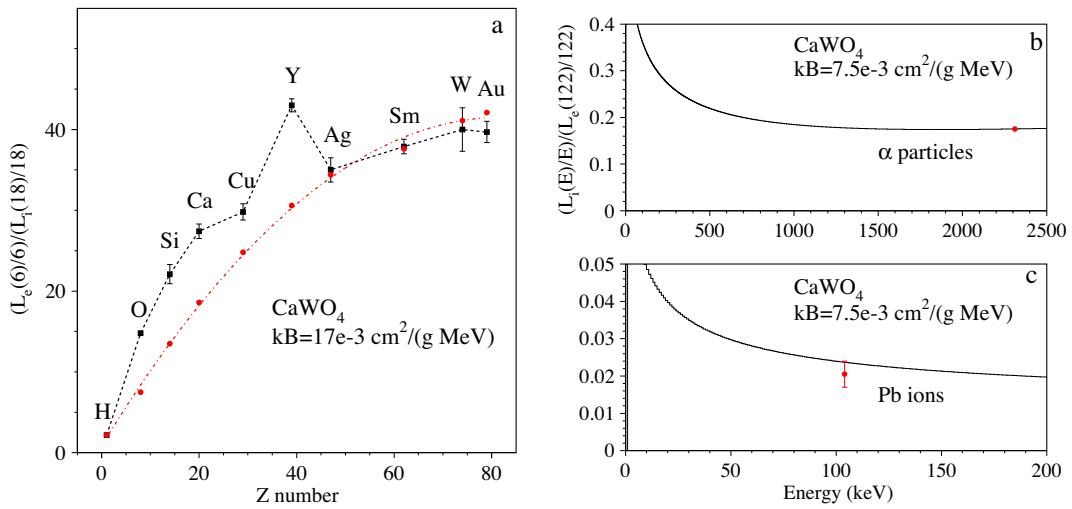 a
Y
W
Au
Sm
Ag
Cu
Ca
Si
O
H
CaWO₄
kB=17e-3 cm²/(g MeV)
(L_e(6)/6)/(L_i(18)/18)
0
20
40
0 20 40 60 80
Z number
b
CaWO₄
kB=7.5e-3 cm²/(g MeV)
α particles
(L_i(E)/E)/(L_e(122)/122)
0.4
0.3
0.2
0.1
0
0 500 1000 1500 2000 2500
c
CaWO₄
kB=7.5e-3 cm²/(g MeV)
Pb ions
0.05
0.04
0.03
0.02
0.01
0
0 50 100 150 200
Energy (keV)